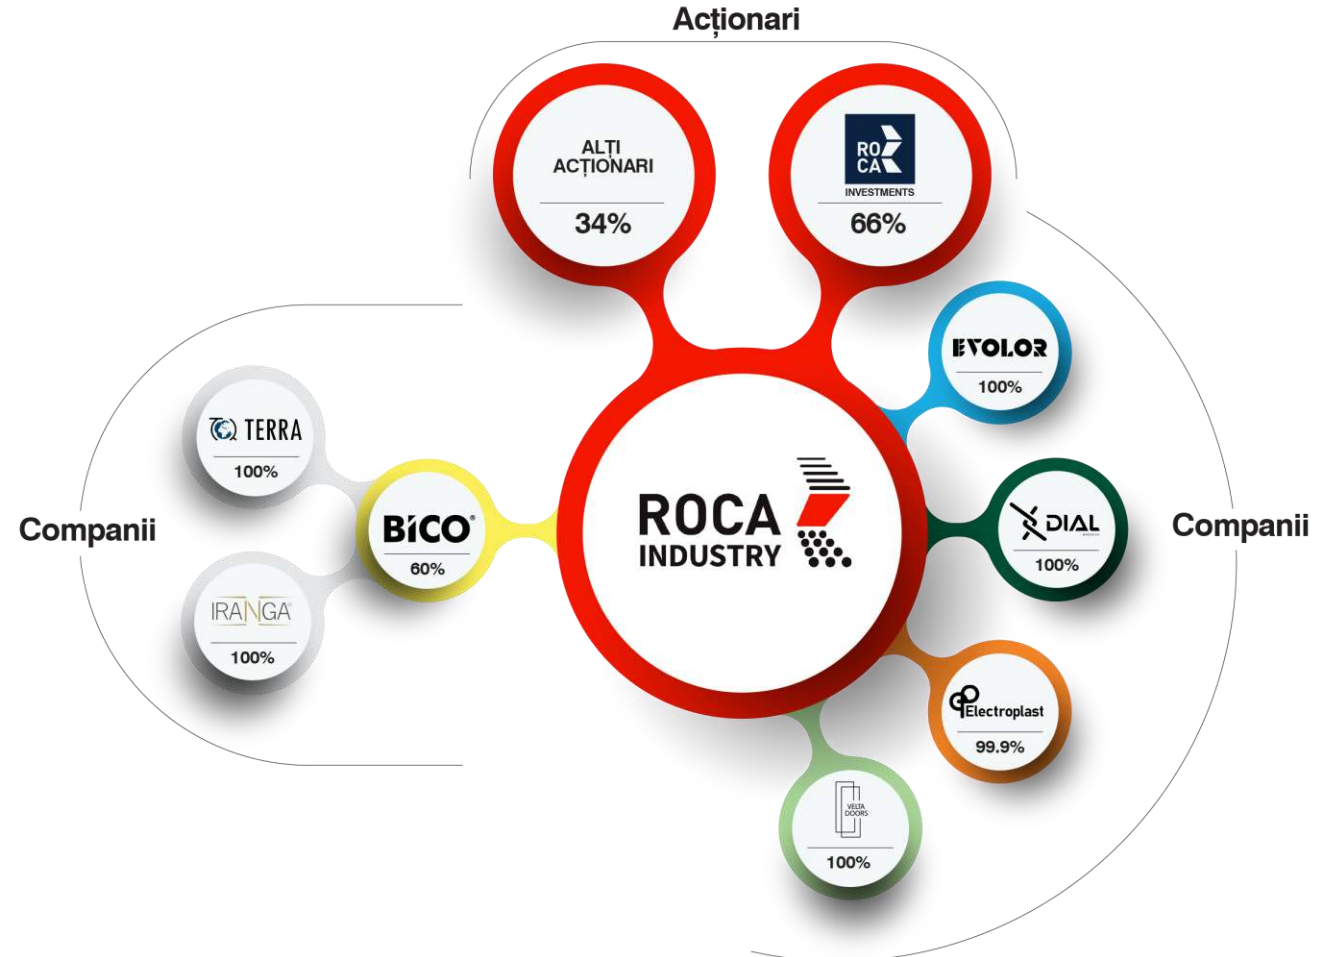 Acționari
ALȚI
ACȚIONARI
34%
RO
CA
INVESTMENTS
66%
EVOLOR
100%
TERRA
100%
BICO®
60%
ROCA
INDUSTRY
DIAL
100%
Companii
Companii
IRANGA®
100%
Electroplast
99.9%
VELTA
DOORS
100%